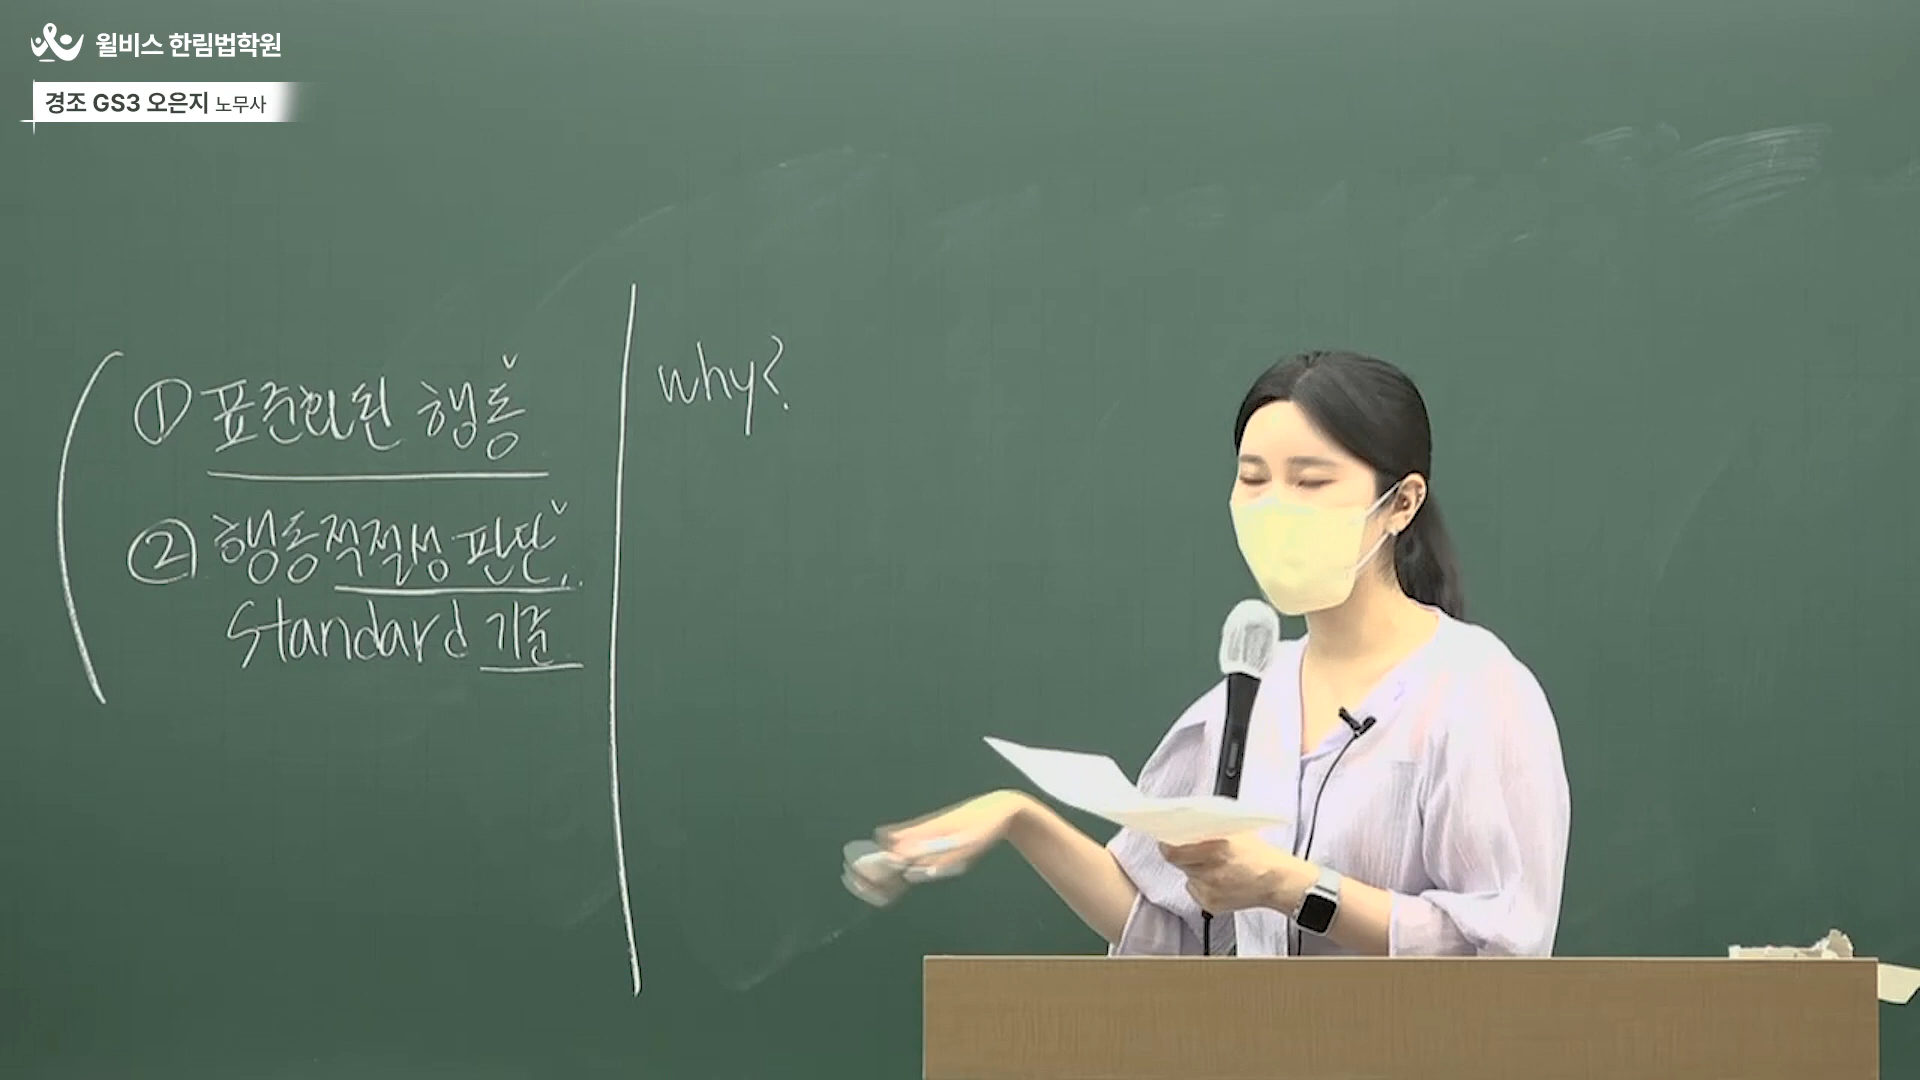 윌비스 한림법학원
경조 GS3 오은지 노무사
① 표준화된 행동
② 행동적절성 판단
Standard 기준
why?